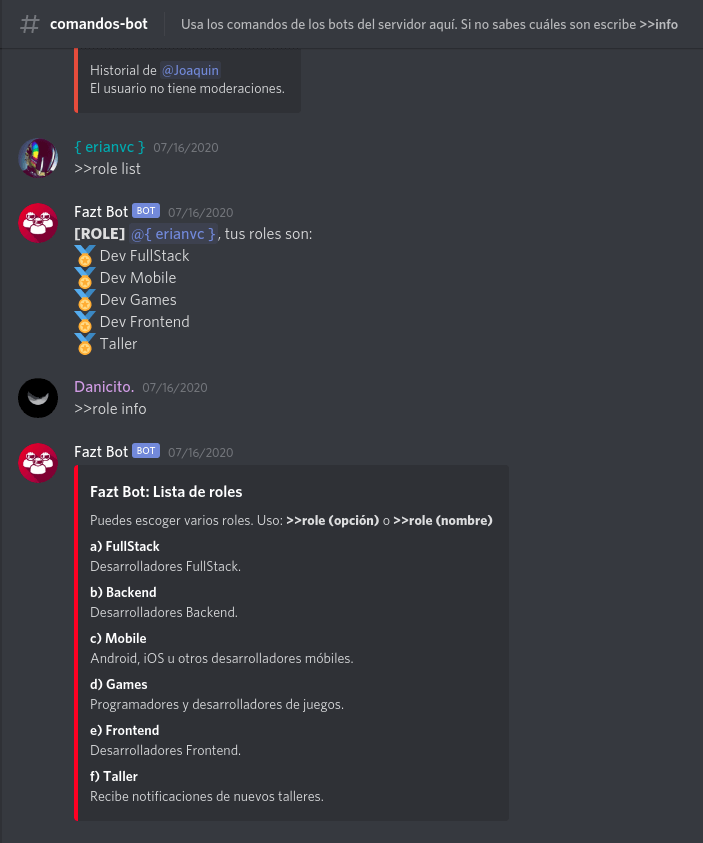 # comandos-bot Usa los comandos de los bots del servidor aquí. Si no sabes cuáles son escribe >>info
Historial de @Joaquin
El usuario no tiene moderaciones.
{ erianvc } 07/16/2020
>>role list
Fazt Bot BOT 07/16/2020
[ROLE] @{ erianvc }, tus roles son:
🏅 Dev FullStack
🏅 Dev Mobile
🏅 Dev Games
🏅 Dev Frontend
🏅 Taller
Danicito. 07/16/2020
>>role info
Fazt Bot BOT 07/16/2020
Fazt Bot: Lista de roles
Puedes escoger varios roles. Uso: >>role (opción) o >>role (nombre)
a) FullStack
Desarrolladores FullStack.
b) Backend
Desarrolladores Backend.
c) Mobile
Android, iOS u otros desarrolladores móbiles.
d) Games
Programadores y desarrolladores de juegos.
e) Frontend
Desarrolladores Frontend.
f) Taller
Recibe notificaciones de nuevos talleres.